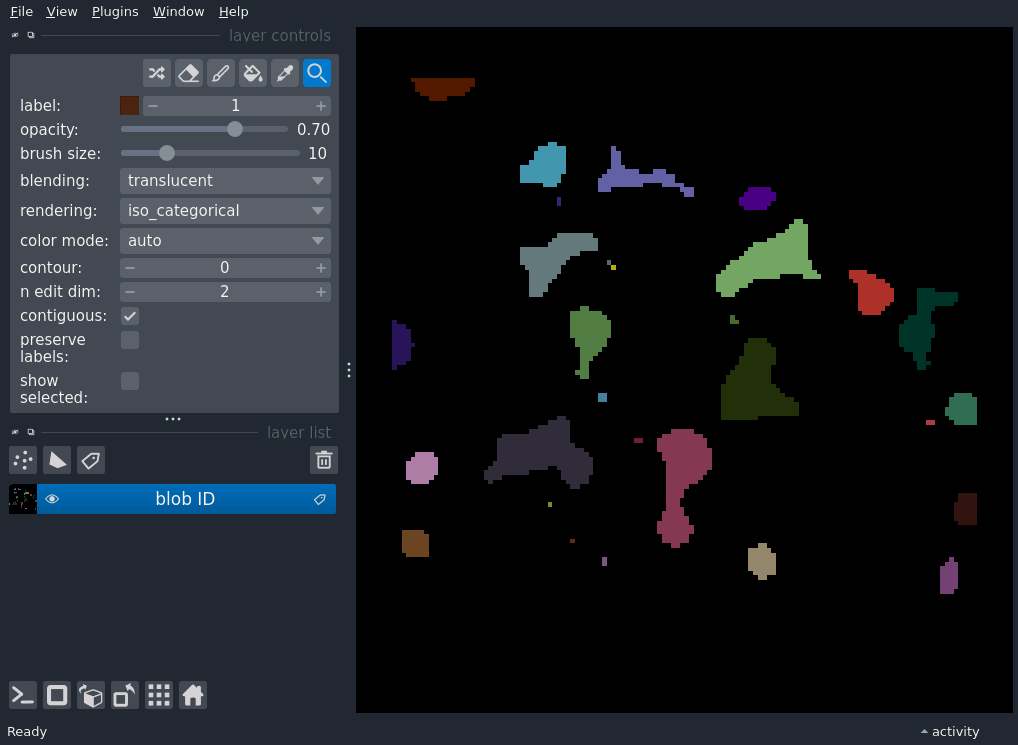 File View Plugins Window Help
layer controls
label: 1
opacity: 0.70
brush size: 10
blending: translucent
rendering: iso_categorical
color mode: auto
contour: 0
n edit dim: 2
contiguous:
preserve
labels:
show
selected:
layer list
blob ID
Ready
activity